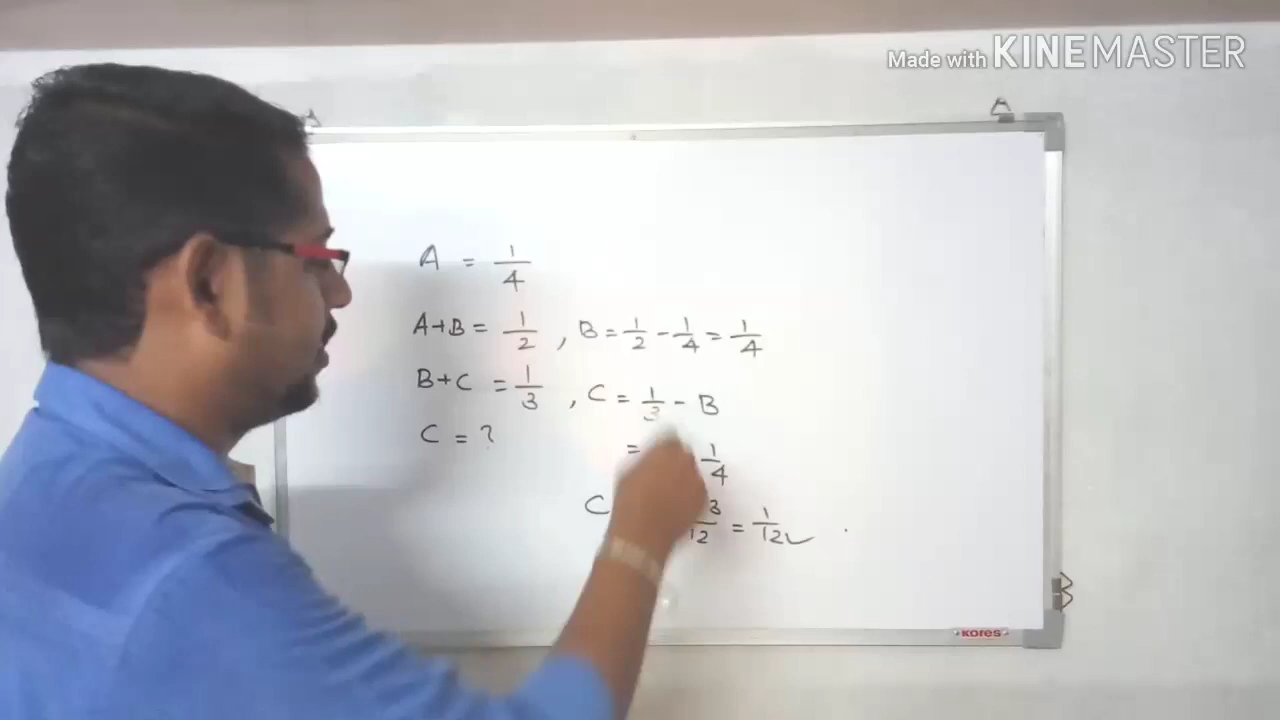 Made with KINEMASTER
A = 1/4
A+B = 1/2 , B = 1/2 - 1/4 = 1/4
B+C = 1/3 , C = 1/3 - B
C = ?
= 1/4
C 3/12 = 1/12
Kores